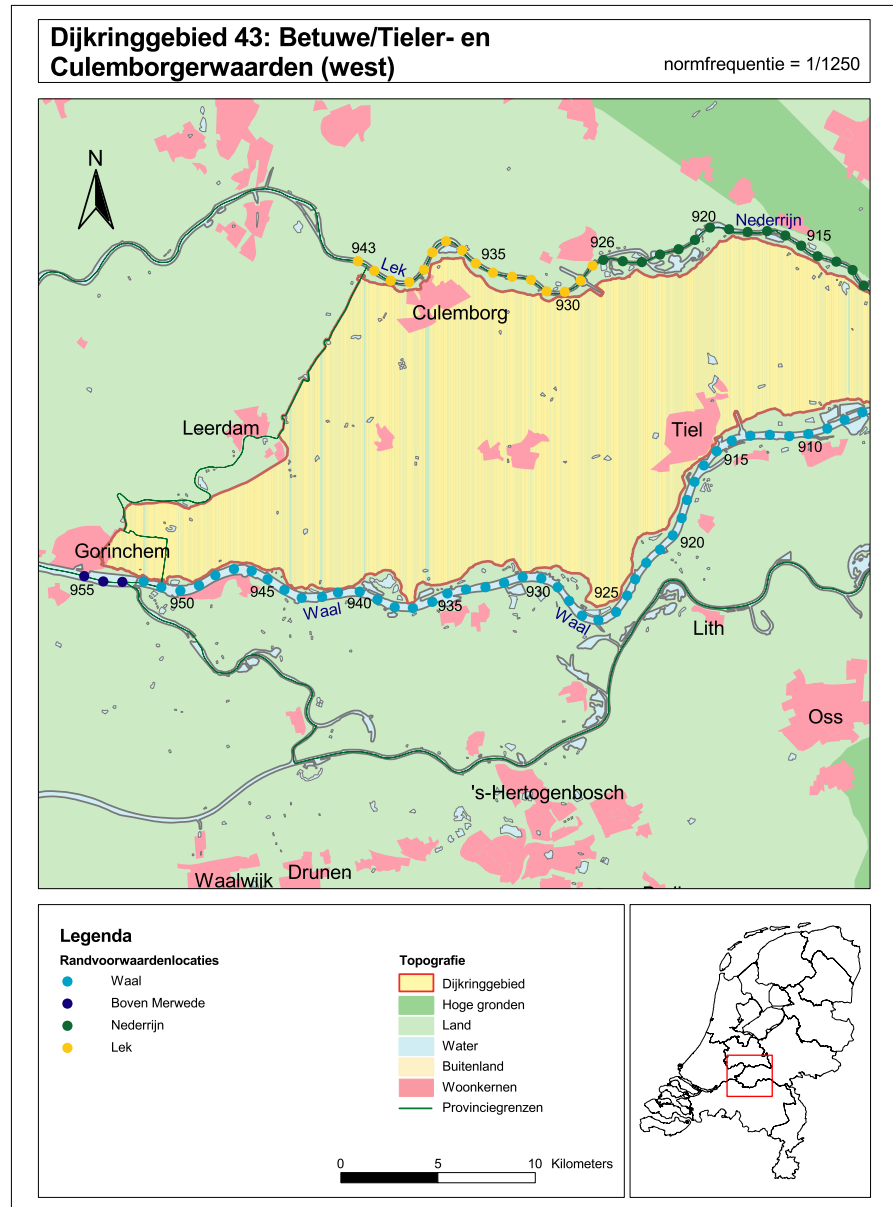 Dijkringgebied 43: Betuwe/Tieler- en
Culemborgerwaarden (west)
normfrequentie = 1/1250
N
920
Nederrijn
915
926
943
Lek
935
930
Culemborg
Leerdam
Tiel
915
910
Gorinchem
920
955
950
945
Waal
940
935
930
925
Waal
Lith
Oss
's-Hertogenbosch
Waalwijk
Drunen
Legenda
Randvoorwaardenlocaties
Waal
Boven Merwede
Nederrijn
Lek
Topografie
Dijkringgebied
Hoge gronden
Land
Water
Buitenland
Woonkernen
Provinciegrenzen
0
5
10
Kilometers